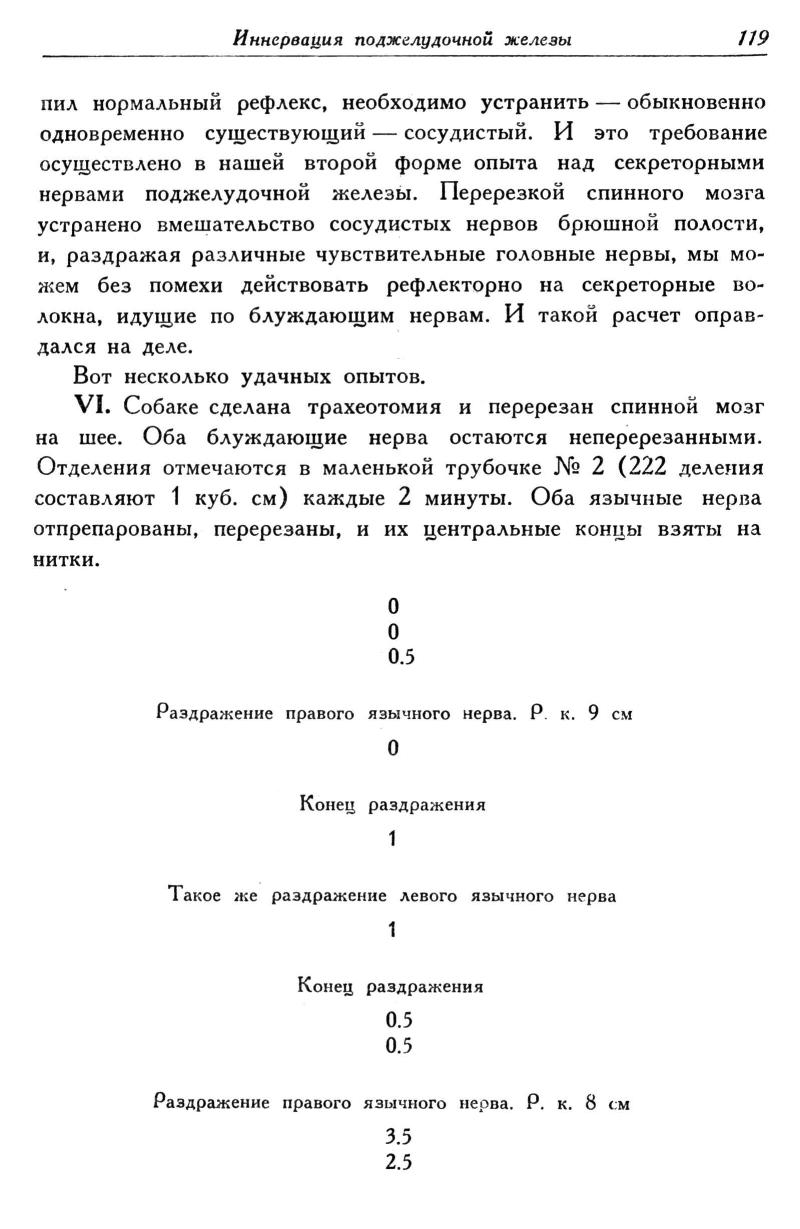 Иннервация поджелудочной железы 119
пил нормальный рефлекс, необходимо устранить — обыкновенно
одновременно существующий — сосудистый. И это требование
осуществлено в нашей второй форме опыта над секреторными
нервами поджелудочной железы. Перерезкой спинного мозга
устранено вмешательство сосудистых нервов брюшной полости,
и, раздражая различные чувствительные головные нервы, мы мо-
жем без помехи действовать рефлекторно на секреторные во-
локна, идущие по блуждающим нервам. И такой расчет оправ-
дался на деле.
Вот несколько удачных опытов.
VI. Собаке сделана трахеотомия и перерезан спинной мозг
на шее. Оба блуждающие нерва остаются неперерезанными.
Отделения отмечаются в маленькой трубочке № 2 (222 деления
составляют 1 куб. см) каждые 2 минуты. Оба язычные нерва
отпрепарованы, перерезаны, и их центральные концы взяты на
нитки.
0
0
0.5
Раздражение правого язычного нерва. Р. к. 9 см
0
Конец раздражения
1
Такое же раздражение левого язычного нерва
1
Конец раздражения
0.5
0.5
Раздражение правого язычного нерва. Р. к. 8 см
3.5
2.5